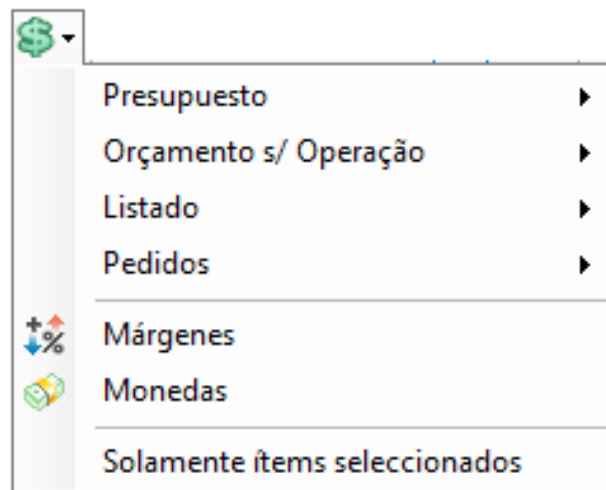 Presupuesto
Orçamento s/ Operação
Listado
Pedidos
Márgenes
Monedas
Solamente ítems seleccionados